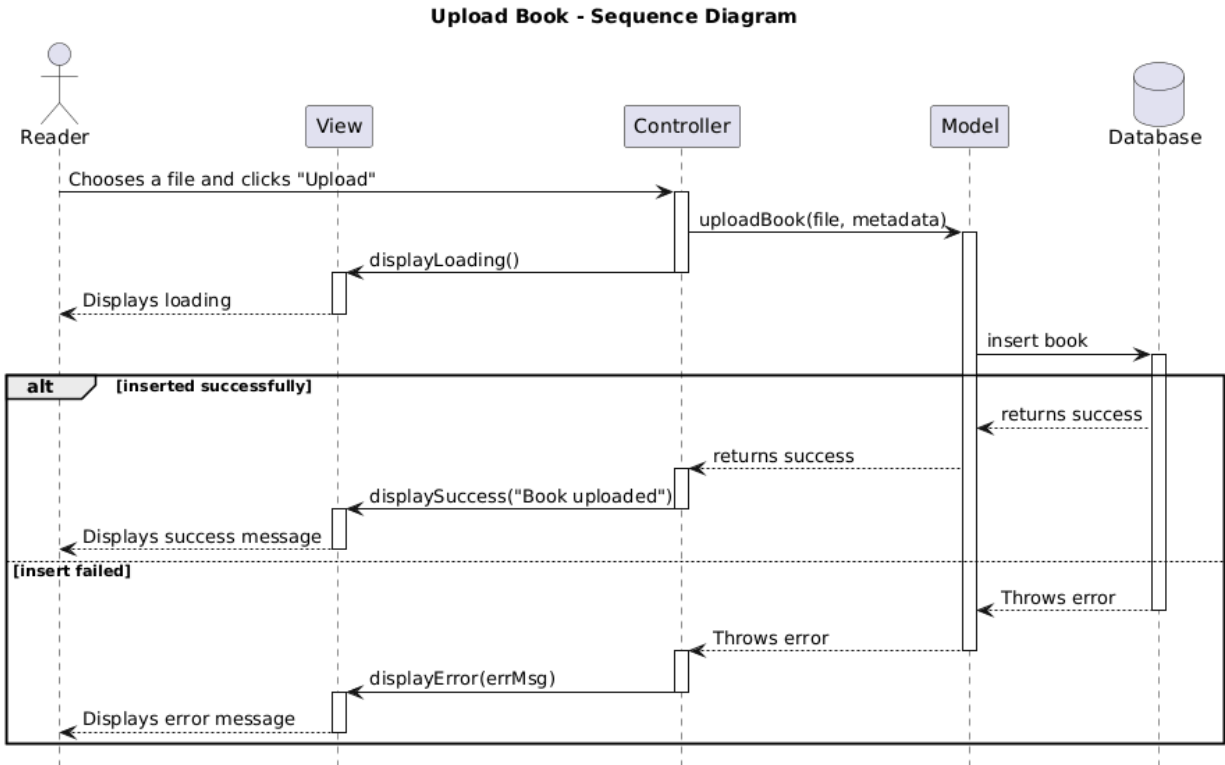 Upload Book - Sequence Diagram
Reader
View
Controller
Model
Database
Chooses a file and clicks "Upload"
uploadBook(file, metadata)
displayLoading()
Displays loading
insert book
alt
[inserted successfully]
returns success
returns success
displaySuccess("Book uploaded")
Displays success message
[insert failed]
Throws error
Throws error
displayError(errMsg)
Displays error message